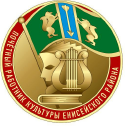 ПОЧЕТНЫЙ РАБОТНИК КУЛЬТУРЫ ЕНИСЕЙСКОГО РАЙОНА